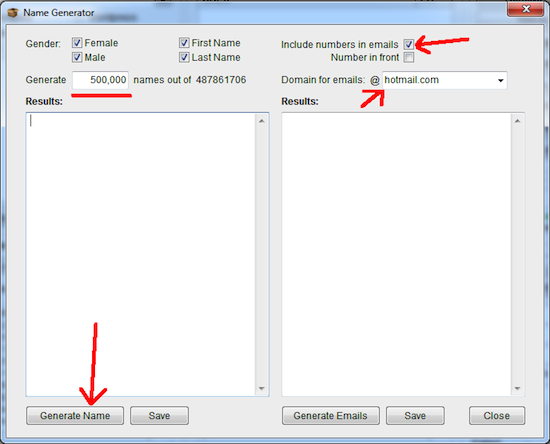 Name Generator
Gender: Female First Name
Male Last Name
Include numbers in emails
Number in front
Generate 500,000 names out of 487861706
Domain for emails: @ hotmail.com
Results:
Results:
Generate Name Save
Generate Emails Save Close